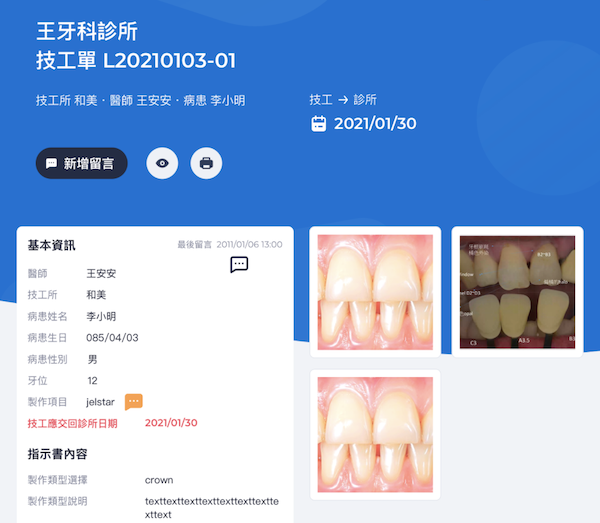 王牙科診所
技工單 L20210103-01
技工所 和美・醫師 王安安・病患 李小明
技工 → 診所
2021/01/30
新增留言
基本資訊
最後留言 2011/01/06 13:00
醫師 王安安
技工所 和美
病患姓名 李小明
病患生日 085/04/03
病患性別 男
牙位 12
製作項目 jelstar
技工應交回診所日期 2021/01/30
指示書內容
製作類型選擇 crown
製作類型說明 texttexttexttexttexttexttextte
xttext
B2~B1
C3
A3.5